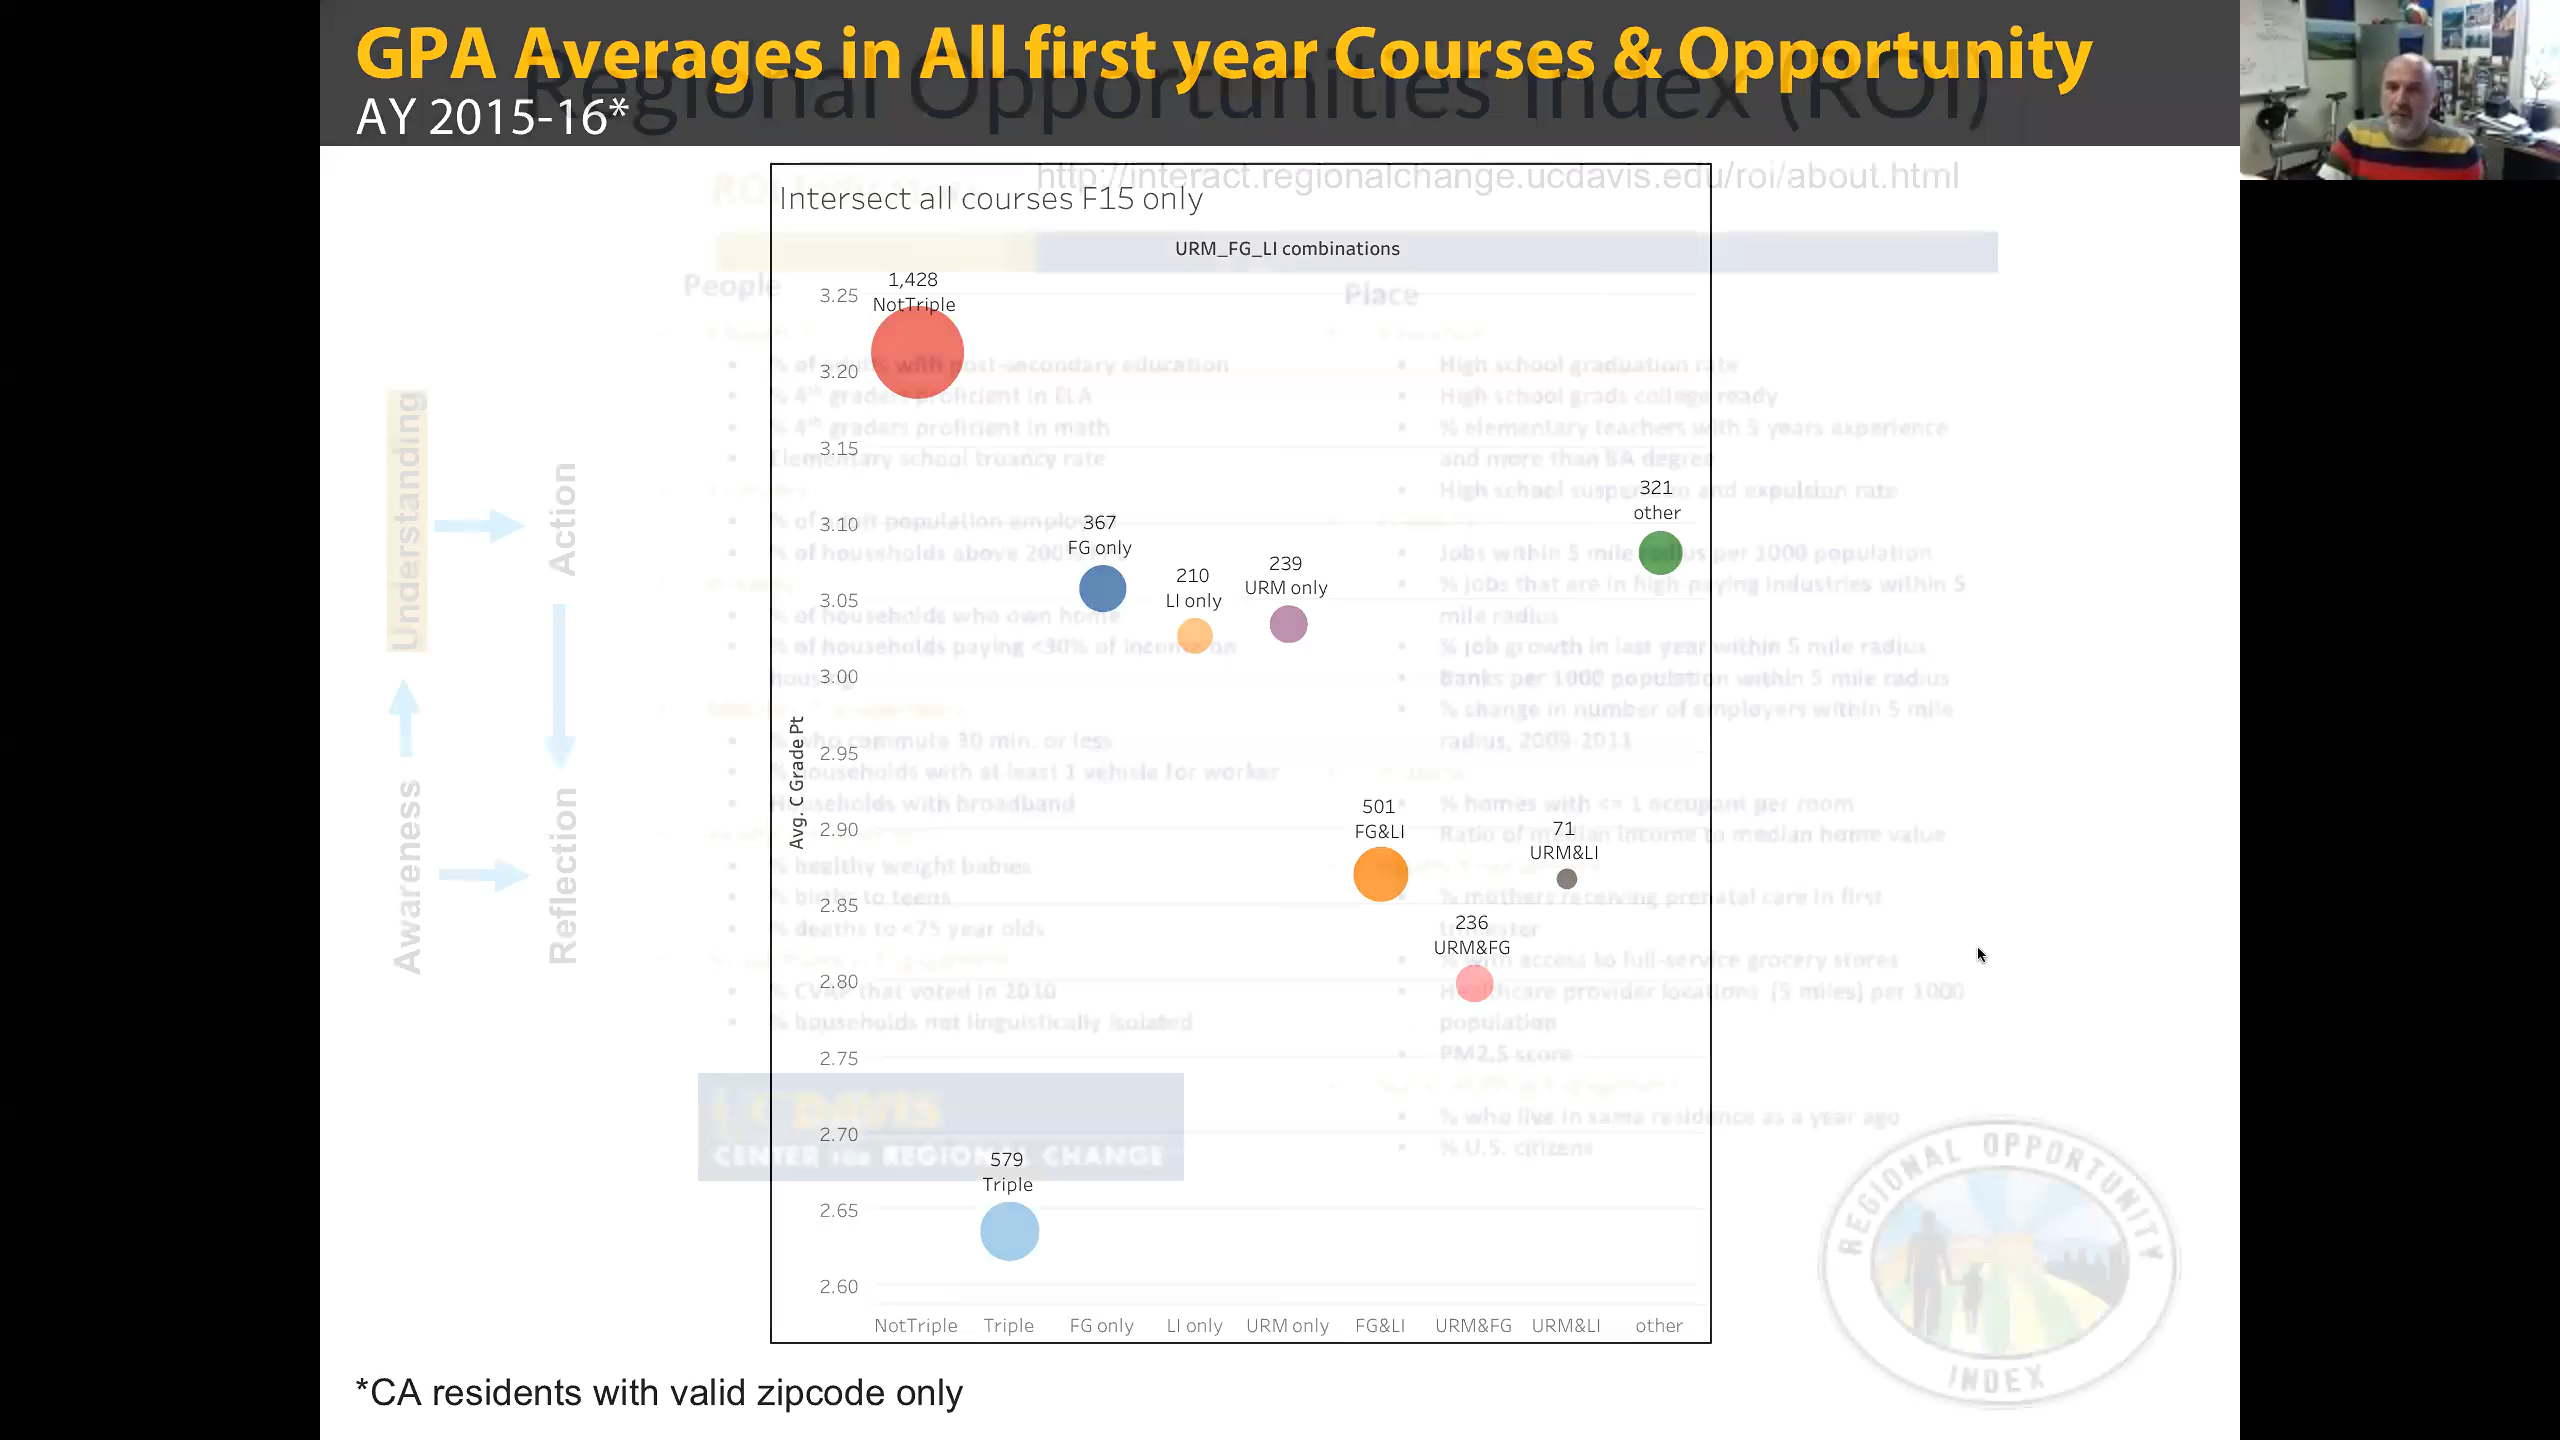 GPA Averages in All first year Courses & Opportunity
Regional Opportunities Index (ROI)
AY 2015-16*
http://interact.regionalchange.ucdavis.edu/roi/about.html
Intersect all courses F15 only
URM_FG_LI combinations
People
Place
% of adults with post-secondary education
% 4th graders proficient in ELA
% 4th graders proficient in math
Elementary school truancy rate
% of adult population employed
% of households above 200
% of households who own home
% of households paying <30% of income on
housing
% who commute 30 min. or less
% households with at least 1 vehicle for worker
Households with broadband
% healthy weight babies
% births to teens
% deaths to <75 year olds
% CVAP that voted in 2010
% households not linguistically isolated
High school graduation rate
High school grads college ready
% elementary teachers with 5 years experience
and more than BA degree
High school suspension and expulsion rate
Jobs within 5 mile radius per 1000 population
% jobs that are in high-paying industries within 5
mile radius
% job growth in last year within 5 mile radius
Banks per 1000 population within 5 mile radius
% change in number of employers within 5 mile
radius, 2009-2011
% homes with <= 1 occupant per room
Ratio of median income to median home value
% mothers receiving prenatal care in first
trimester
% with access to full-service grocery stores
Healthcare provider locations (5 miles) per 1000
population
PM2.5 score
% who live in same residence as a year ago
% U.S. citizens
Understanding
Action
Awareness
Reflection
Avg. C Grade Pt
3.25
3.20
3.15
3.10
3.05
3.00
2.95
2.90
2.85
2.80
2.75
2.70
2.65
2.60
1,428
NotTriple
579
Triple
367
FG only
210
LI only
239
URM only
501
FG&LI
236
URM&FG
71
URM&LI
321
other
NotTriple Triple FG only LI only URM only FG&LI URM&FG URM&LI other
UCDAVIS
CENTER FOR REGIONAL CHANGE
REGIONAL OPPORTUNITY
INDEX
*CA residents with valid zipcode only